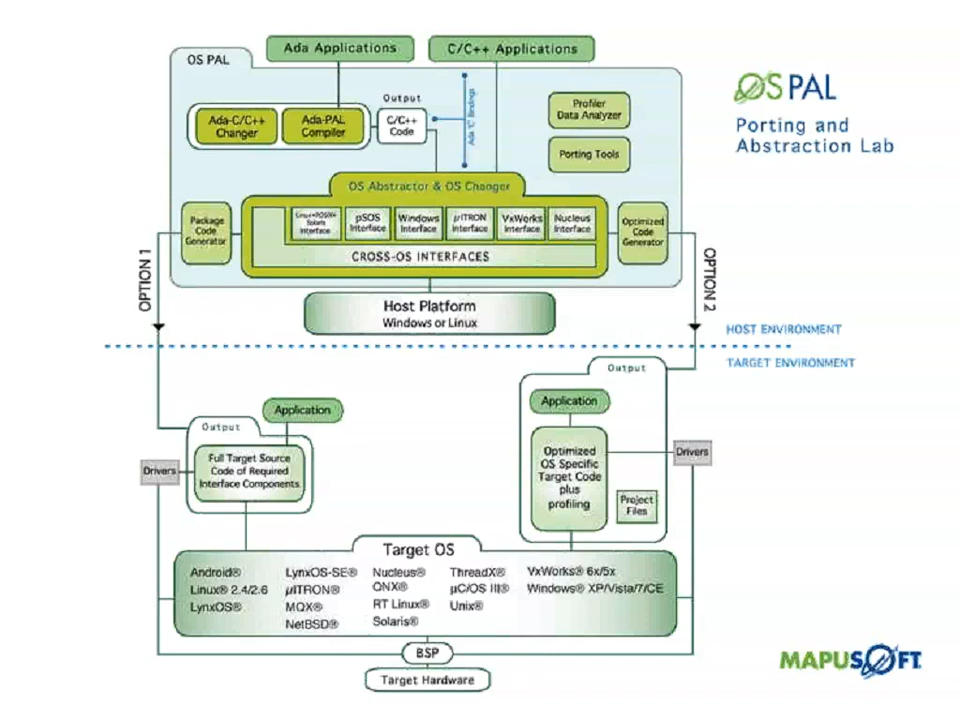 Ada Applications
C/C++ Applications
OS PAL
OS PAL
Porting and
Abstraction Lab
Output
Ada-C/C++
Changer
Ada-PAL
Compiler
C/C++
Code
Ada 'C' Bindings
Profiler
Data Analyzer
Porting Tools
OS Abstractor & OS Changer
Package
Code
Generator
Solaris
Interface
pSOS
Interface
Windows
Interface
µITRON
Interface
VxWorks
Interface
Nucleus
Interface
Optimized
Code
Generator
CROSS-OS INTERFACES
OPTION 1
OPTION 2
Host Platform
Windows or Linux
HOST ENVIRONMENT
TARGET ENVIRONMENT
Output
Application
Full Target Source
Code of Required
Interface Components
Drivers
Output
Application
Optimized
OS Specific
Target Code
plus
profiling
Project
Files
Drivers
Target OS
Android®
Linux® 2.4/2.6
LynxOS®
LynxOS-SE®
µITRON®
MQX®
NetBSD®
Nucleus®
QNX®
RT Linux®
Solaris®
ThreadX®
µC/OS III®
Unix®
VxWorks® 6x/5x
Windows® XP/Vista/7/CE
BSP
Target Hardware
MAPUSOFT